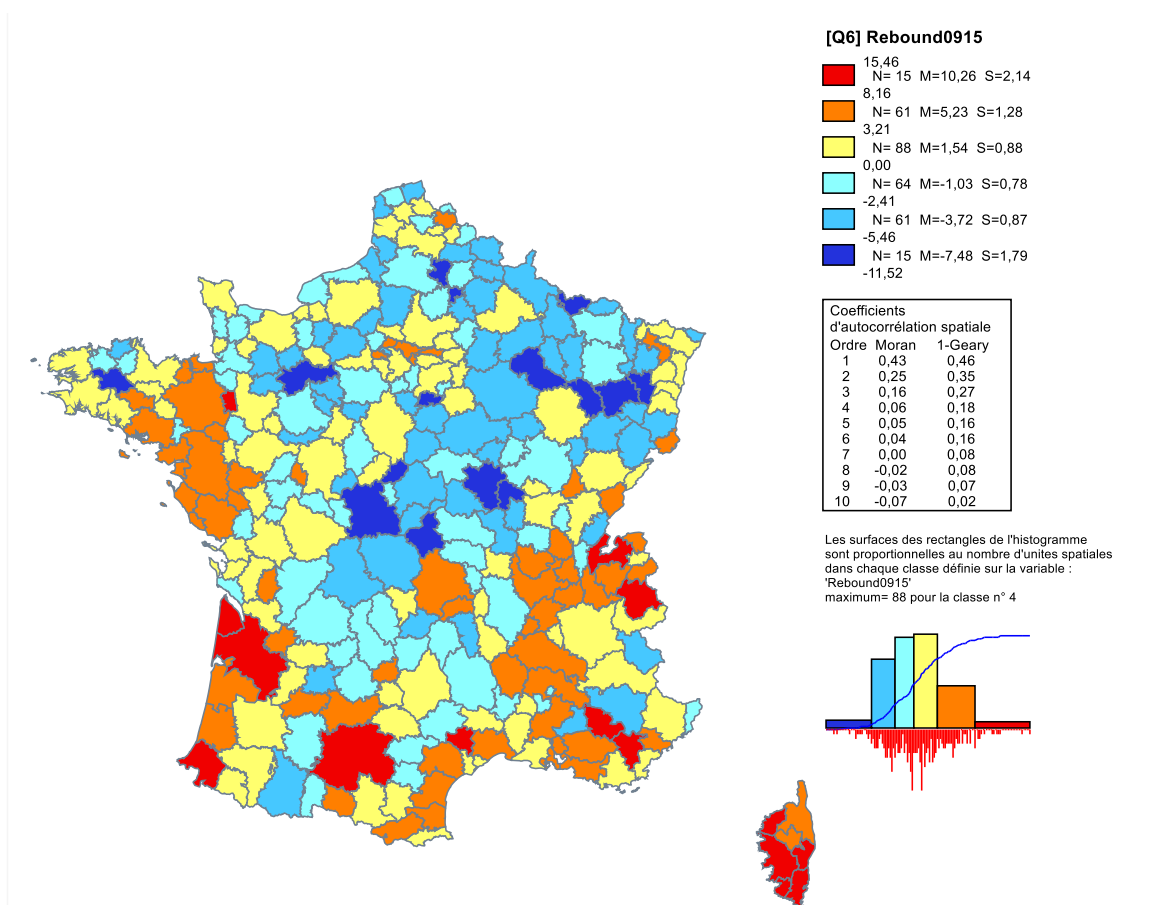 [Q6] Rebound0915
15,46
N= 15 M=10,26 S=2,14
8,16
N= 61 M=5,23 S=1,28
3,21
N= 88 M=1,54 S=0,88
0,00
N= 64 M=-1,03 S=0,78
-2,41
N= 61 M=-3,72 S=0,87
-5,46
N= 15 M=-7,48 S=1,79
-11,52
Coefficients
d'autocorrélation spatiale
Ordre Moran 1-Geary
1 0,43 0,46
2 0,25 0,35
3 0,16 0,27
4 0,06 0,18
5 0,05 0,16
6 0,04 0,16
7 0,00 0,08
8 -0,02 0,08
9 -0,03 0,07
10 -0,07 0,02
Les surfaces des rectangles de l'histogramme
sont proportionnelles au nombre d'unites spatiales
dans chaque classe définie sur la variable :
'Rebound0915'
maximum= 88 pour la classe n° 4